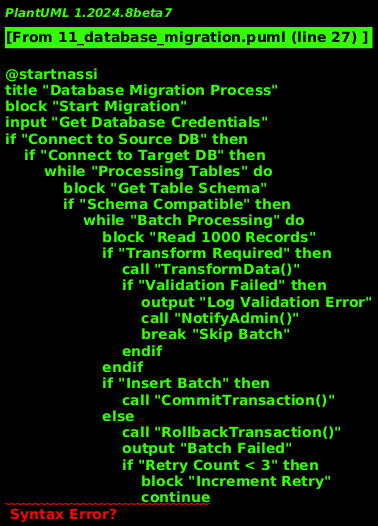 PlantUML 1.2024.8beta7
[From 11_database_migration.puml (line 27) ]
@startnassi
title "Database Migration Process"
block "Start Migration"
input "Get Database Credentials"
if "Connect to Source DB" then
if "Connect to Target DB" then
while "Processing Tables" do
block "Get Table Schema"
if "Schema Compatible" then
while "Batch Processing" do
block "Read 1000 Records"
if "Transform Required" then
call "TransformData()"
if "Validation Failed" then
output "Log Validation Error"
call "NotifyAdmin()"
break "Skip Batch"
endif
endif
if "Insert Batch" then
call "CommitTransaction()"
else
call "RollbackTransaction()"
output "Batch Failed"
if "Retry Count < 3" then
block "Increment Retry"
continue
Syntax Error?